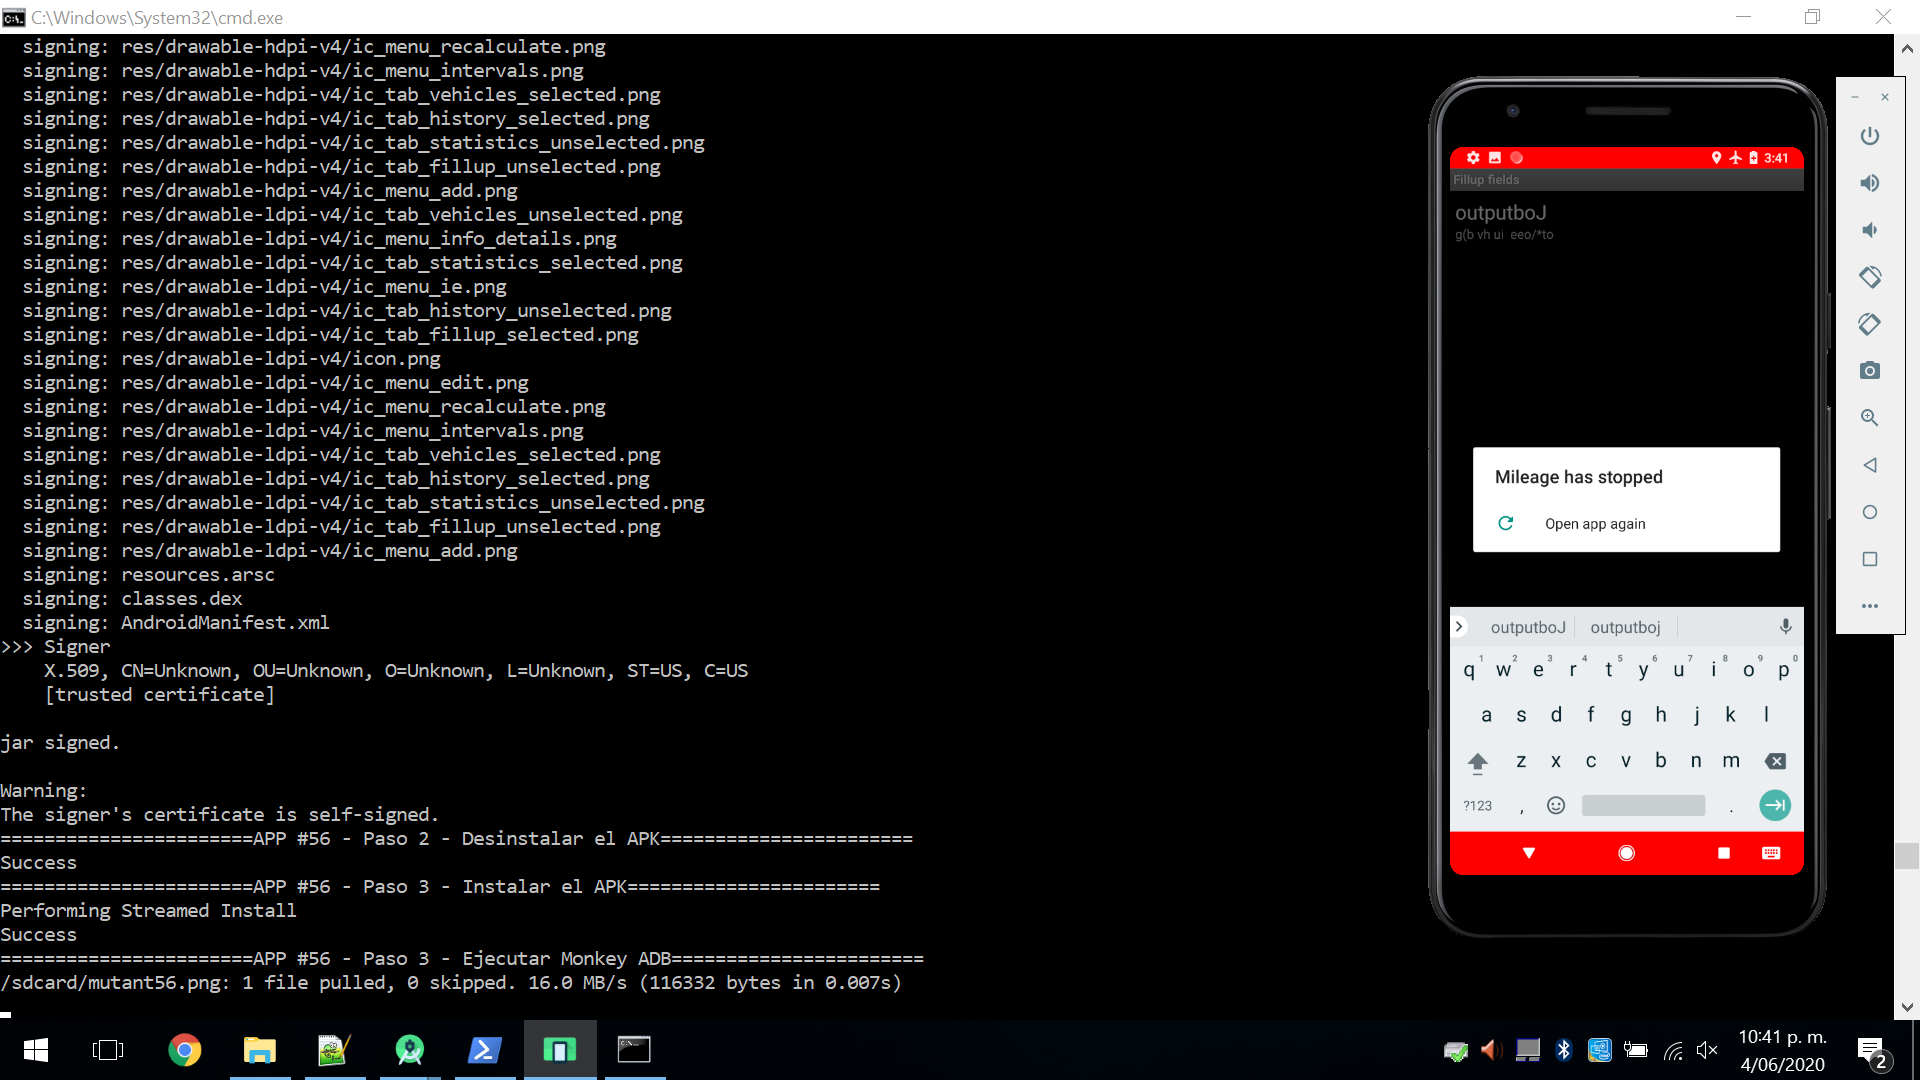 C:\Windows\System32\cmd.exe
signing: res/drawable-hdpi-v4/ic_menu_recalculate.png
signing: res/drawable-hdpi-v4/ic_menu_intervals.png
signing: res/drawable-hdpi-v4/ic_tab_vehicles_selected.png
signing: res/drawable-hdpi-v4/ic_tab_history_selected.png
signing: res/drawable-hdpi-v4/ic_tab_statistics_unselected.png
signing: res/drawable-hdpi-v4/ic_tab_fillup_unselected.png
signing: res/drawable-hdpi-v4/ic_menu_add.png
signing: res/drawable-ldpi-v4/ic_tab_vehicles_unselected.png
signing: res/drawable-ldpi-v4/ic_menu_info_details.png
signing: res/drawable-ldpi-v4/ic_tab_statistics_selected.png
signing: res/drawable-ldpi-v4/ic_menu_ie.png
signing: res/drawable-ldpi-v4/ic_tab_history_unselected.png
signing: res/drawable-ldpi-v4/ic_tab_fillup_selected.png
signing: res/drawable-ldpi-v4/icon.png
signing: res/drawable-ldpi-v4/ic_menu_edit.png
signing: res/drawable-ldpi-v4/ic_menu_recalculate.png
signing: res/drawable-ldpi-v4/ic_menu_intervals.png
signing: res/drawable-ldpi-v4/ic_tab_vehicles_selected.png
signing: res/drawable-ldpi-v4/ic_tab_history_selected.png
signing: res/drawable-ldpi-v4/ic_tab_statistics_unselected.png
signing: res/drawable-ldpi-v4/ic_tab_fillup_unselected.png
signing: res/drawable-ldpi-v4/ic_menu_add.png
signing: resources.arsc
signing: classes.dex
signing: AndroidManifest.xml
>>> Signer
X.509, CN=Unknown, OU=Unknown, O=Unknown, L=Unknown, ST=US, C=US
[trusted certificate]
jar signed.
Warning:
The signer's certificate is self-signed.
=======================APP #56 - Paso 2 - Desinstalar el APK=======================
Success
=======================APP #56 - Paso 3 - Instalar el APK=======================
Performing Streamed Install
Success
=======================APP #56 - Paso 3 - Ejecutar Monkey ADB=======================
/sdcard/mutant56.png: 1 file pulled, 0 skipped. 16.0 MB/s (116332 bytes in 0.007s)
3:41
Fillup fields
outputboJ
g(b vh ui eeo/*to
Mileage has stopped
Open app again
outputboJ outputboj
1 2 3 4 5 6 7 8 9 0
q w e r t y u i o p
a s d f g h j k l
z x c v b n m
?123 , .
10:41 p. m.
4/06/2020
2